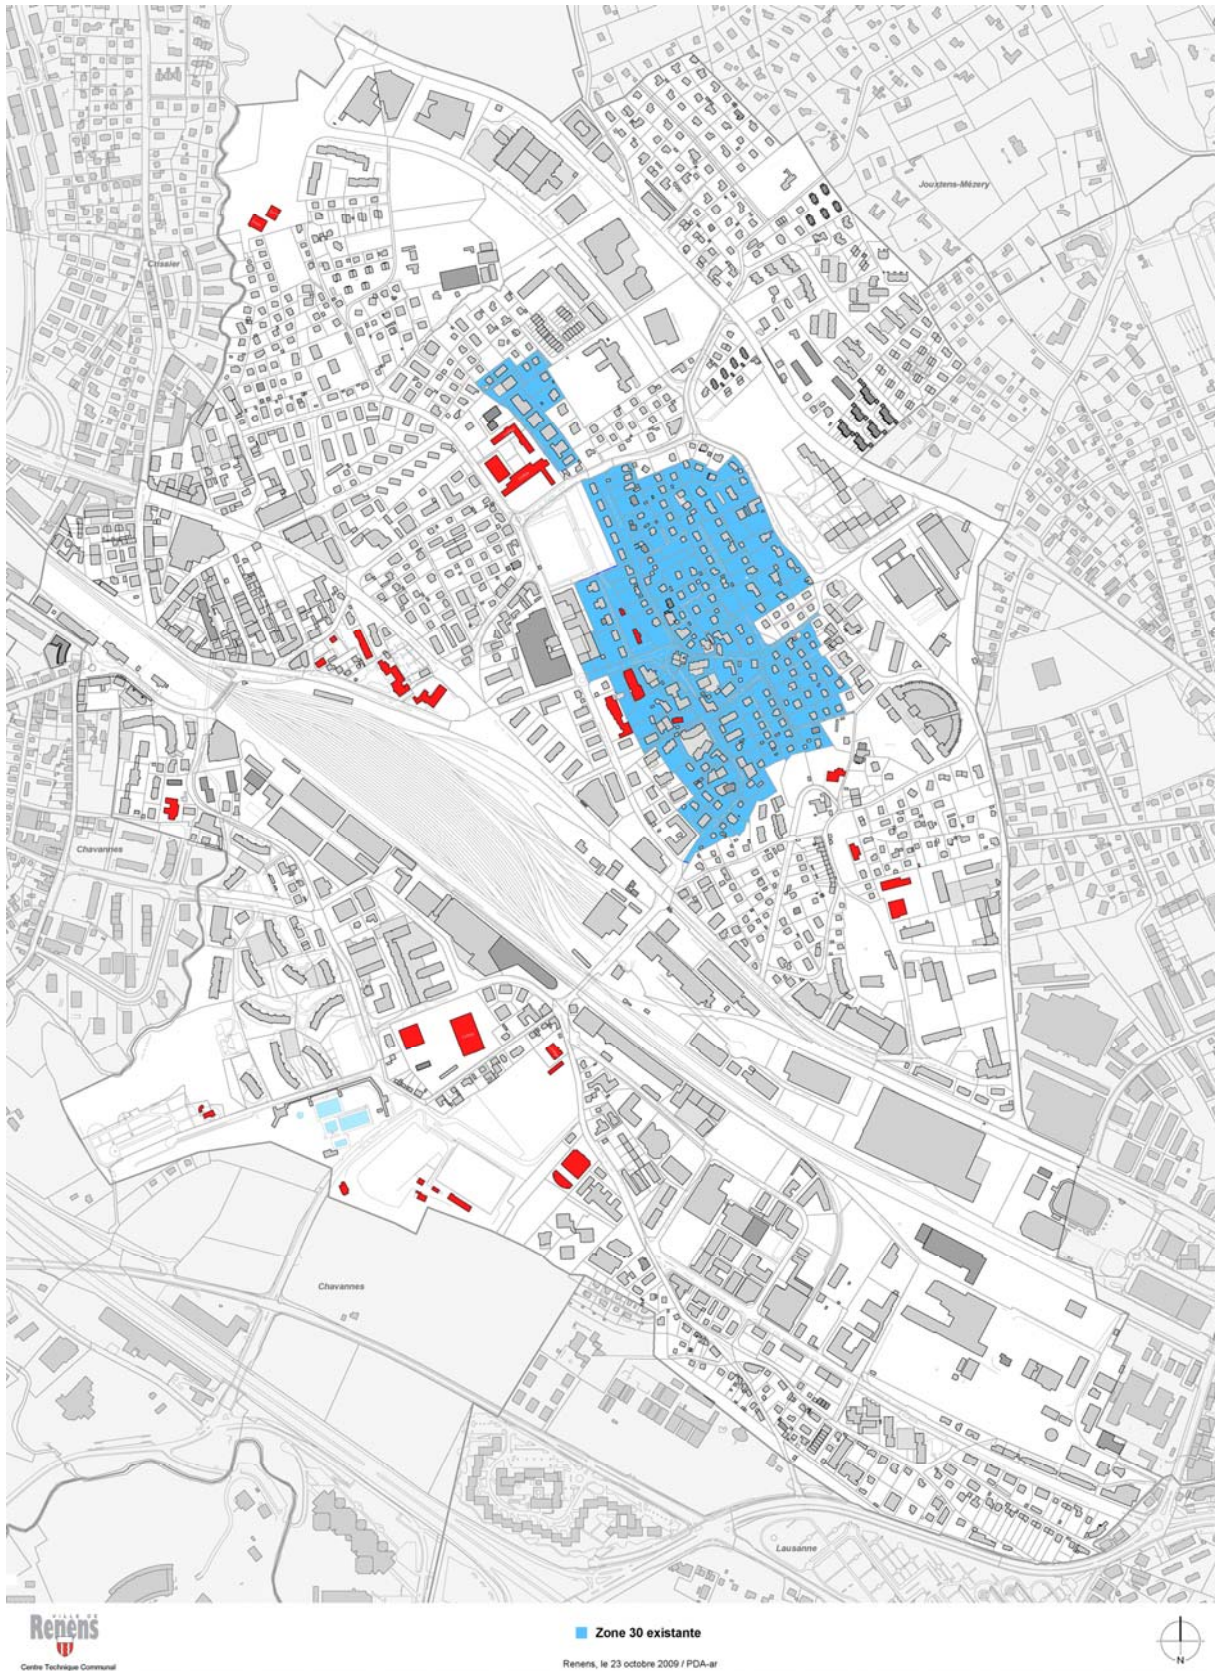 Jouxtens-Mézery
Crissier
Chavannes
Chavannes
Lausanne
VILLE DE
Renens
Centre Technique Communal
Zone 30 existante
Renens, le 23 octobre 2009 / PDA-ar
N